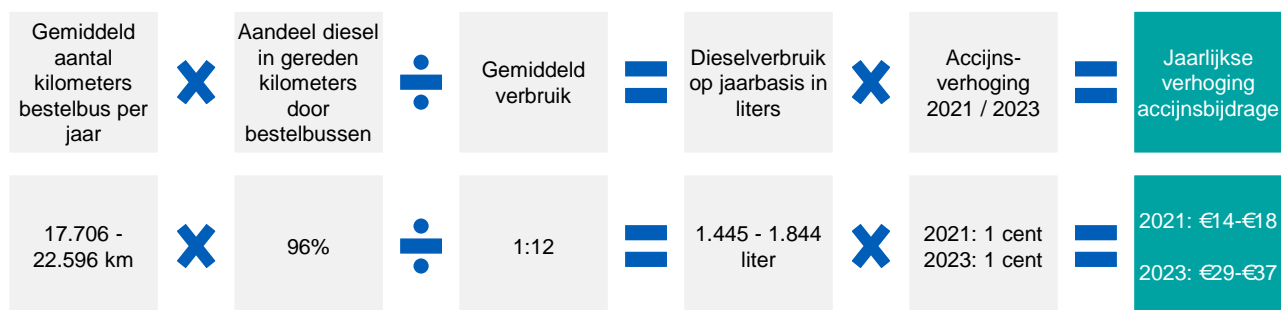 Gemiddeld
aantal
kilometers
bestelbus per
jaar
Aandeel diesel
in gereden
kilometers
door
bestelbussen
Gemiddeld
verbruik
Dieselverbruik
op jaarbasis in
liters
Accijns-
verhoging
2021 / 2023
Jaarlijkse
verhoging
accijnsbijdrage
17.706 -
22.596 km
96%
1:12
1.445 - 1.844
liter
2021: 1 cent
2023: 1 cent
2021: €14-€18
2023: €29-€37